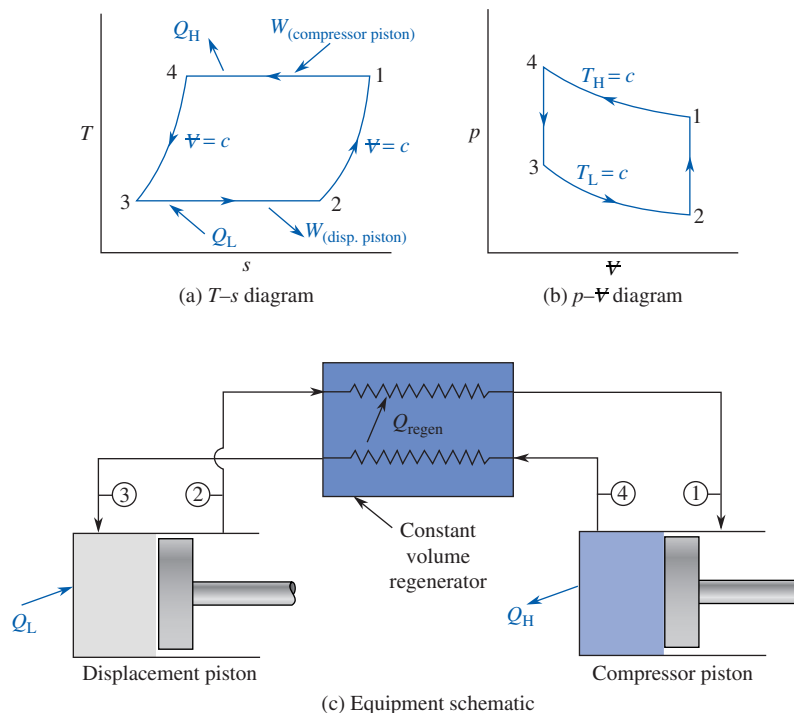 Q_H
W_(compressor piston)
4
1
T
V = c
V = c
3
2
Q_L
W_(disp. piston)
s
(a) T–s diagram
4
T_H = c
1
p
3
T_L = c
2
V
(b) p–V diagram
Q_regen
3
2
4
1
Constant
volume
regenerator
Q_L
Q_H
Displacement piston
Compressor piston
(c) Equipment schematic